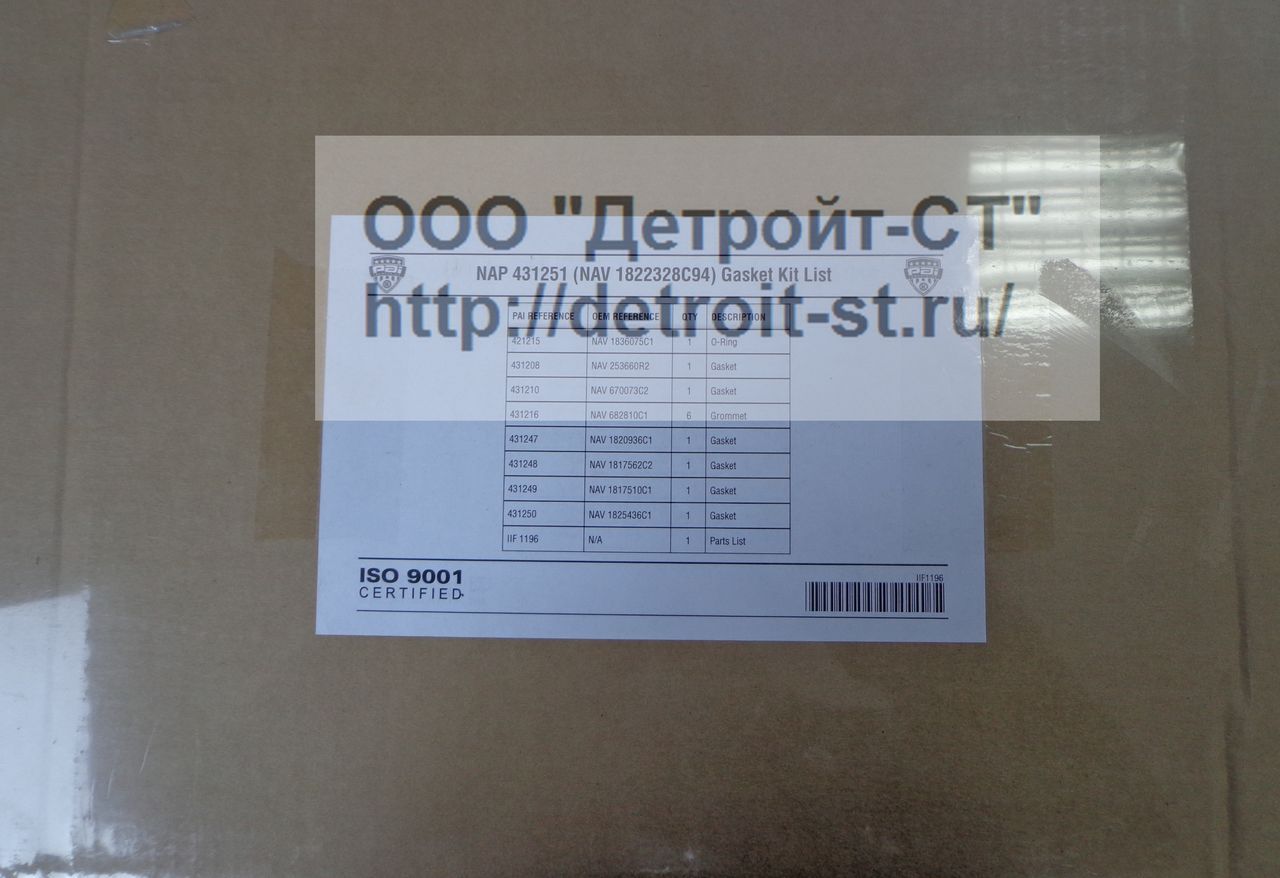 ООО "Детройт-СТ"
NAP 431251 (NAV 1822328C94) Gasket Kit List
http://detroit-st.ru/
PAI REFERENCE OEM REFERENCE QTY DESCRIPTION
421215 NAV 1836075C1 1 O-Ring
431208 NAV 253660R2 1 Gasket
431210 NAV 670073C2 1 Gasket
431216 NAV 682810C1 6 Grommet
431247 NAV 1820936C1 1 Gasket
431248 NAV 1817562C2 1 Gasket
431249 NAV 1817510C1 1 Gasket
431250 NAV 1825436C1 1 Gasket
IIF 1196 N/A 1 Parts List
ISO 9001
CERTIFIED
IIF1196